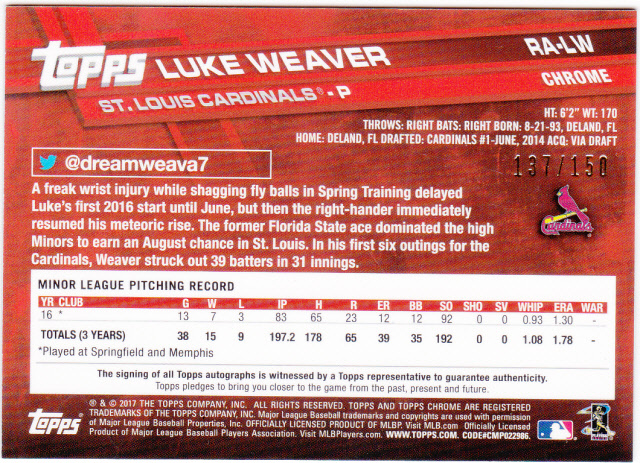 topps LUKE WEAVER RA-LW
ST. LOUIS CARDINALS® - P CHROME
HT: 6'2" WT: 170
THROWS: RIGHT BATS: RIGHT BORN: 8-21-93, DELAND, FL
HOME: DELAND, FL DRAFTED: CARDINALS #1-JUNE, 2014 ACQ: VIA DRAFT
@dreamweava7
137/150
A freak wrist injury while shagging fly balls in Spring Training delayed
Luke's first 2016 start until June, but then the right-hander immediately
resumed his meteoric rise. The former Florida State ace dominated the high
Minors to earn an August chance in St. Louis. In his first six outings for the
Cardinals, Weaver struck out 39 batters in 31 innings.
Cardinals
MINOR LEAGUE PITCHING RECORD
YR CLUB G W L IP H R ER BB SO SHO SV WHIP ERA WAR
16 * 13 7 3 83 65 23 12 12 92 0 0 0.93 1.30 -
TOTALS (3 YEARS) 38 15 9 197.2 178 65 39 35 192 0 0 1.08 1.78 -
*Played at Springfield and Memphis
The signing of all Topps autographs is witnessed by a Topps representative to guarantee authenticity.
Topps pledges to bring you closer to the game from the past, present and future.
® & © 2017 THE TOPPS COMPANY, INC. ALL RIGHTS RESERVED. TOPPS AND TOPPS CHROME ARE REGISTERED
TRADEMARKS OF THE TOPPS COMPANY, INC. Major League Baseball trademarks and copyrights are used with permission
of Major League Baseball Properties, Inc. OFFICIALLY LICENSED PRODUCT OF MLBP. Visit MLB.com Officially Licensed
Product of Major League Baseball Players Association. Visit MLBPlayers.com. WWW.TOPPS.COM. CODE#CMP022986.
topps